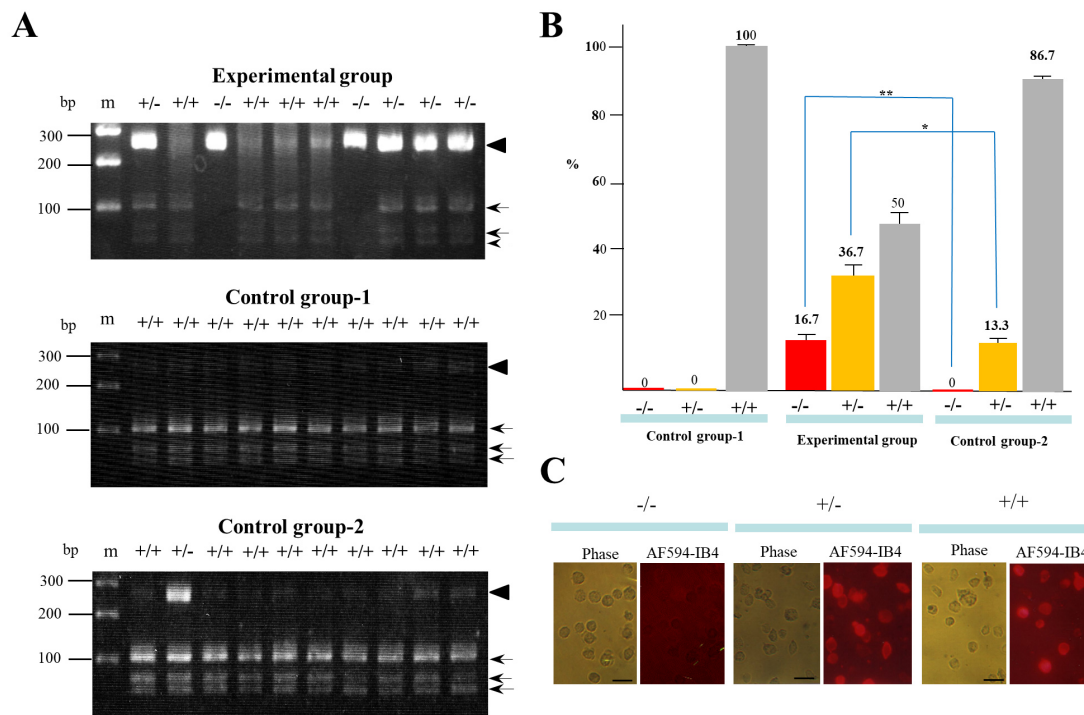 A
Experimental group
bp m +/- +/+ -/- +/+ +/+ +/+ -/- +/- +/- +/-
300
200
100
Control group-1
bp m +/+ +/+ +/+ +/+ +/+ +/+ +/+ +/+ +/+
300
200
100
Control group-2
bp m +/+ +/- +/+ +/+ +/+ +/+ +/+ +/+ +/+
300
200
100
B
100
80
60
40
20
%
0
0
100
16.7
36.7
50
0
13.3
86.7
**
*
-/- +/- +/+ -/- +/- +/+ -/- +/- +/+
Control group-1 Experimental group Control group-2
C
-/- +/- +/+
Phase AF594-IB4 Phase AF594-IB4 Phase AF594-IB4